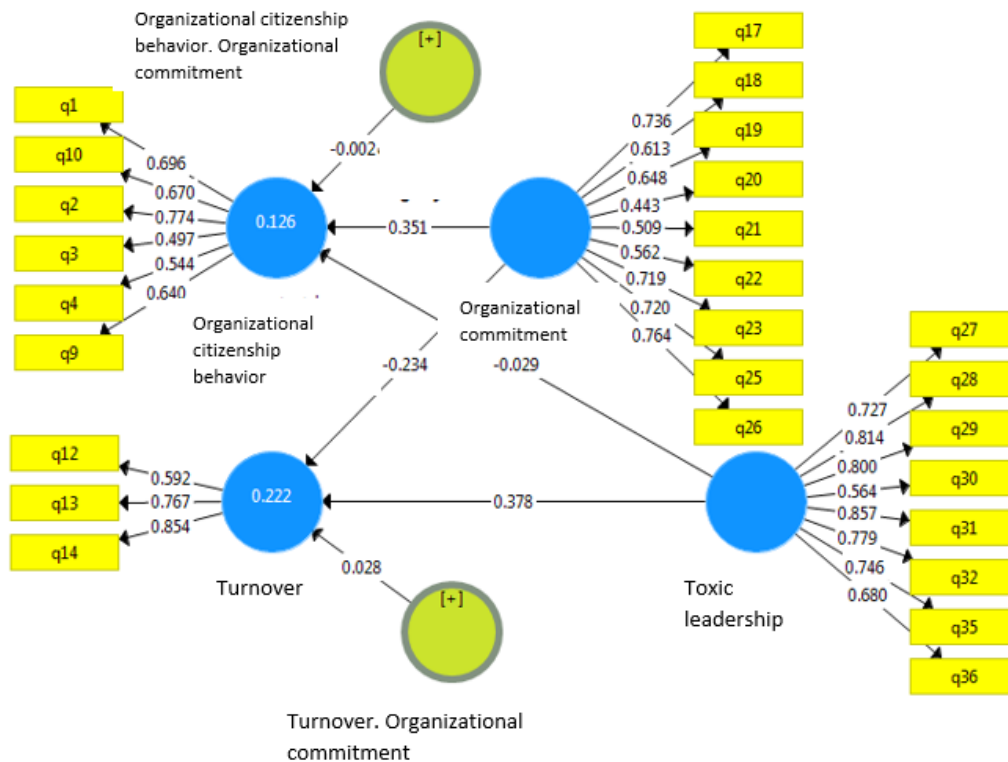 Organizational citizenship
behavior. Organizational
commitment
[+]
q1
q10
q2
q3
q4
q9
0.696
0.670
0.774
0.497
0.544
0.640
0.126
-0.002
0.351
Organizational
citizenship
behavior
Organizational
commitment
0.736
0.613
0.648
0.443
0.509
0.562
0.719
0.720
0.764
q17
q18
q19
q20
q21
q22
q23
q25
q26
-0.234
-0.029
q12
q13
q14
0.592
0.767
0.854
0.222
0.378
Turnover
0.028
[+]
Turnover. Organizational
commitment
Toxic
leadership
0.727
0.814
0.800
0.564
0.857
0.779
0.746
0.680
q27
q28
q29
q30
q31
q32
q35
q36